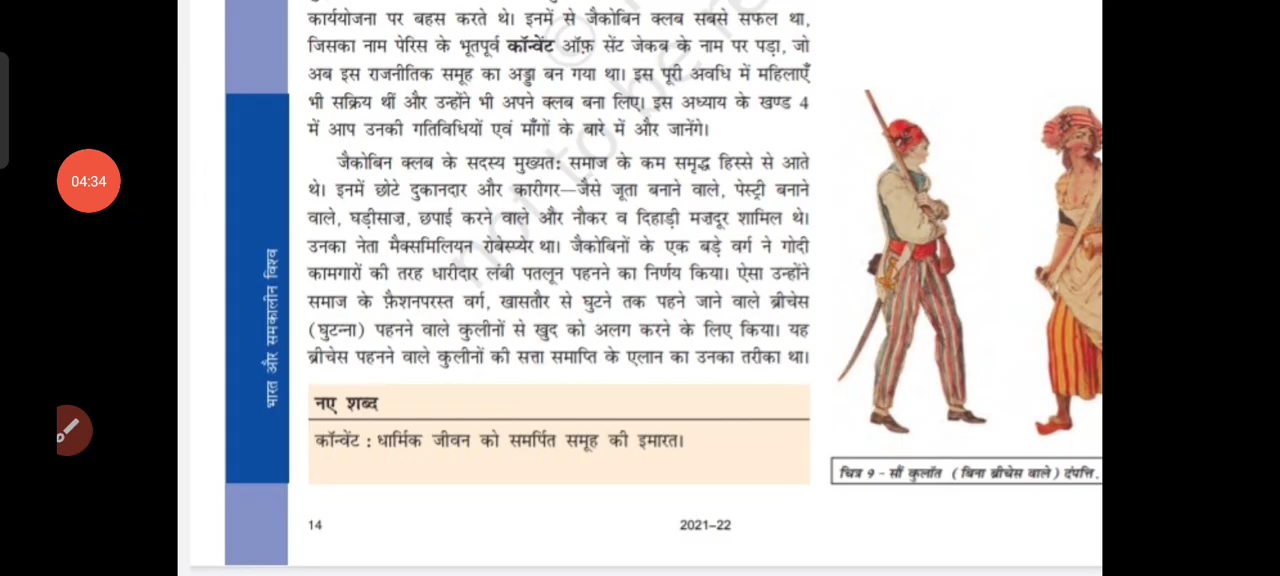 कार्ययोजना पर बहस करते थे। इनमें से जैकोबिन क्लब सबसे सफल था,
जिसका नाम पेरिस के भूतपूर्व कॉन्वेंट ऑफ़ सेंट जेकब के नाम पर पड़ा, जो
अब इस राजनीतिक समूह का अड्डा बन गया था। इस पूरी अवधि में महिलाएँ
भी सक्रिय थीं और उन्होंने भी अपने क्लब बना लिए। इस अध्याय के खण्ड 4
में आप उनकी गतिविधियों एवं माँगों के बारे में और जानेंगे।
जैकोबिन क्लब के सदस्य मुख्यतः समाज के कम समृद्ध हिस्से से आते
थे। इनमें छोटे दुकानदार और कारीगर—जैसे जूता बनाने वाले, पेस्ट्री बनाने
वाले, घड़ीसाज़, छपाई करने वाले और नौकर व दिहाड़ी मज़दूर शामिल थे।
उनका नेता मैक्समिलियन रोबेस्प्येर था। जैकोबिनों के एक बड़े वर्ग ने गोदी
कामगारों की तरह धारीदार लंबी पतलून पहनने का निर्णय किया। ऐसा उन्होंने
समाज के फ़ैशनपरस्त वर्ग, खासतौर से घुटने तक पहने जाने वाले ब्रीचेस
(घुटन्ना) पहनने वाले कुलीनों से खुद को अलग करने के लिए किया। यह
ब्रीचेस पहनने वाले कुलीनों की सत्ता समाप्ति के एलान का उनका तरीका था।
नए शब्द
कॉन्वेंट : धार्मिक जीवन को समर्पित समूह की इमारत।
14
2021–22
चित्र 9 - सौं कुलॉत (बिना ब्रीचेस वाले) दंपत्ति.
भारत और समकालीन विश्व
04:34
not to be re
©